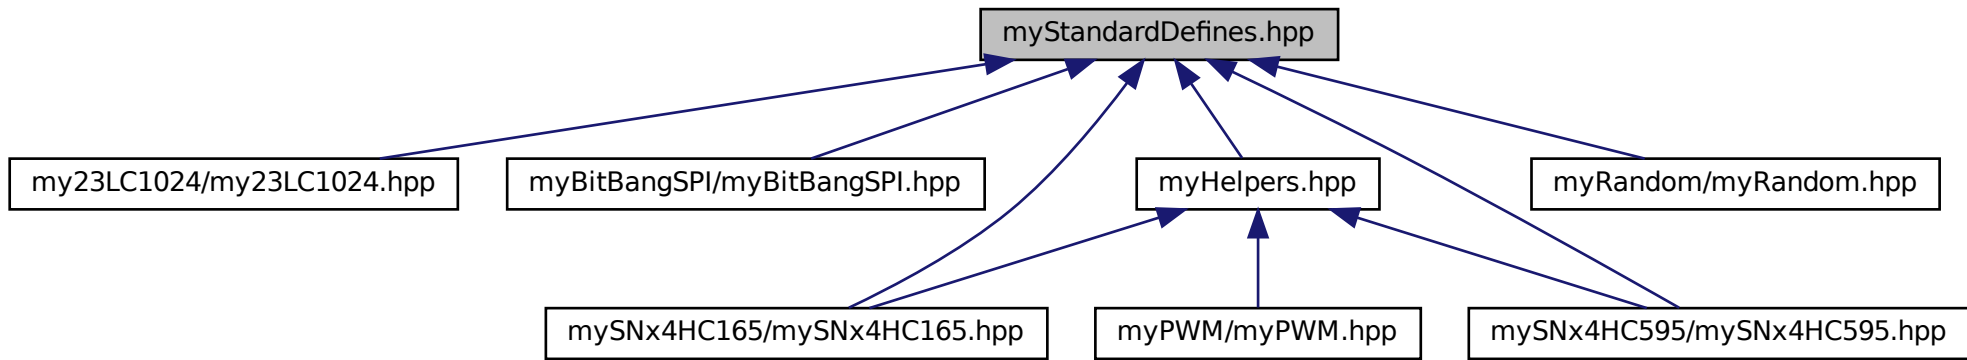 myStandardDefines.hpp
my23LC1024/my23LC1024.hpp
myBitBangSPI/myBitBangSPI.hpp
myHelpers.hpp
myRandom/myRandom.hpp
mySNx4HC165/mySNx4HC165.hpp
myPWM/myPWM.hpp
mySNx4HC595/mySNx4HC595.hpp